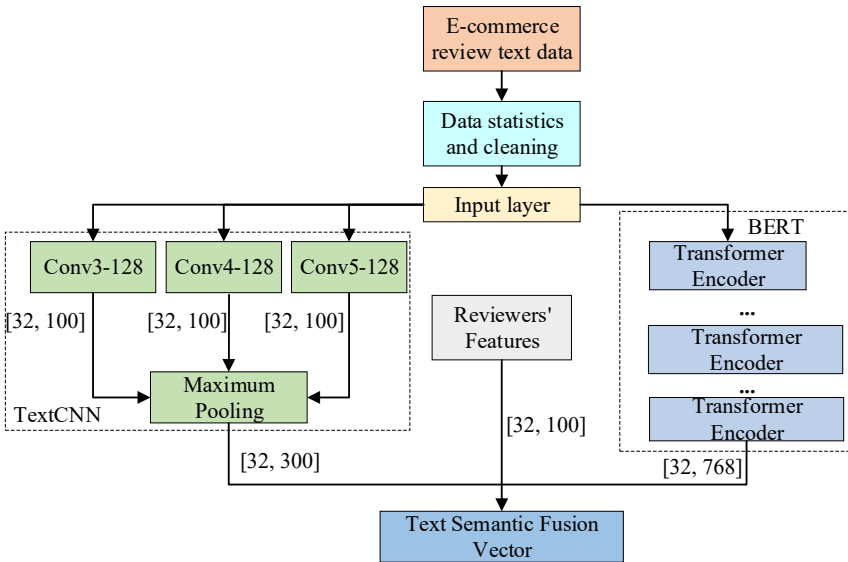 E-commerce
review text data
Data statistics
and cleaning
Input layer
BERT
Conv3-128
Conv4-128
Conv5-128
Transformer
Encoder
...
[32, 100]
[32, 100]
[32, 100]
Reviewers'
Features
Transformer
Encoder
...
Maximum
Pooling
TextCNN
Transformer
Encoder
[32, 300]
[32, 100]
[32, 768]
Text Semantic Fusion
Vector